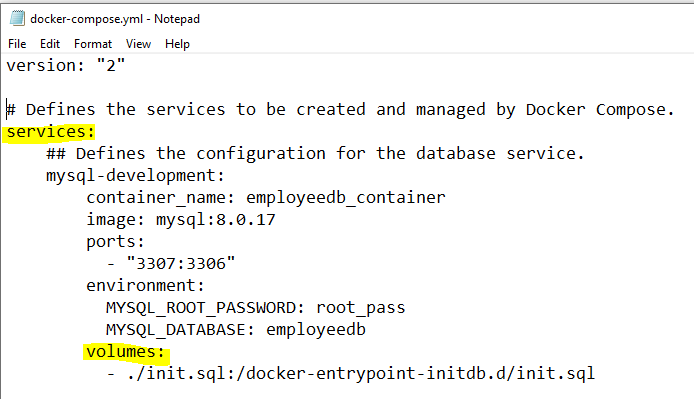 docker-compose.yml - Notepad
File Edit Format View Help
version: "2"
# Defines the services to be created and managed by Docker Compose.
services:
## Defines the configuration for the database service.
mysql-development:
container_name: employeedb_container
image: mysql:8.0.17
ports:
- "3307:3306"
environment:
MYSQL_ROOT_PASSWORD: root_pass
MYSQL_DATABASE: employeedb
volumes:
- ./init.sql:/docker-entrypoint-initdb.d/init.sql